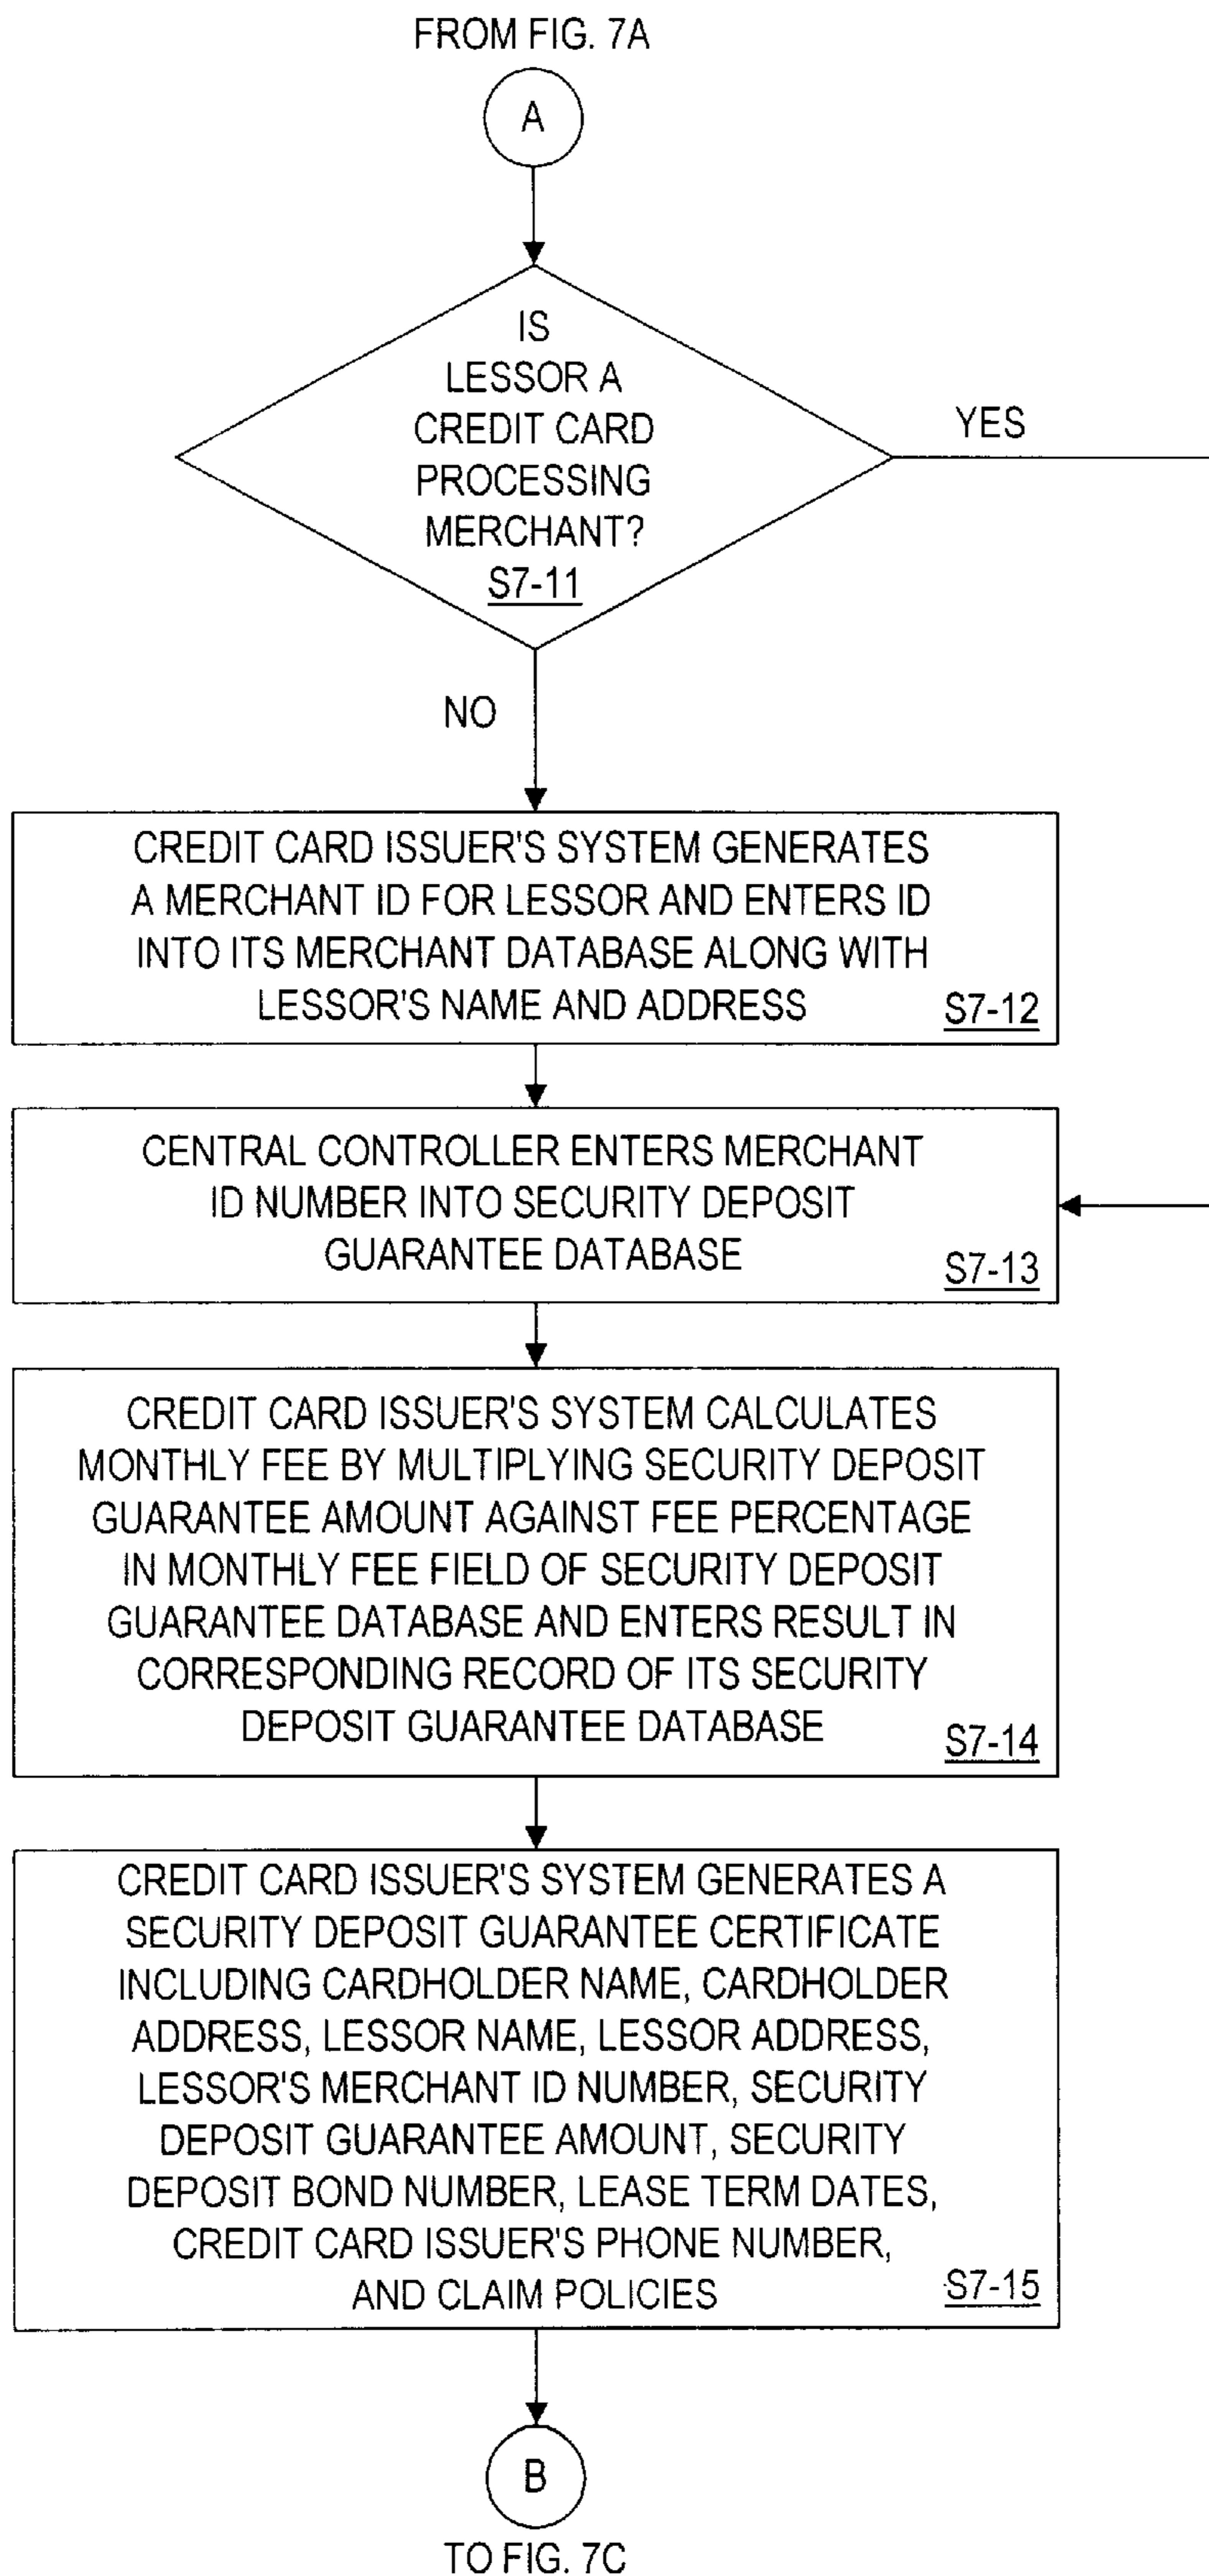 FROM FIG. 7A
A
IS
LESSOR A
CREDIT CARD
PROCESSING
MERCHANT?
S7-11
YES
NO
CREDIT CARD ISSUER'S SYSTEM GENERATES
A MERCHANT ID FOR LESSOR AND ENTERS ID
INTO ITS MERCHANT DATABASE ALONG WITH
LESSOR'S NAME AND ADDRESS
S7-12
CENTRAL CONTROLLER ENTERS MERCHANT
ID NUMBER INTO SECURITY DEPOSIT
GUARANTEE DATABASE
S7-13
CREDIT CARD ISSUER'S SYSTEM CALCULATES
MONTHLY FEE BY MULTIPLYING SECURITY DEPOSIT
GUARANTEE AMOUNT AGAINST FEE PERCENTAGE
IN MONTHLY FEE FIELD OF SECURITY DEPOSIT
GUARANTEE DATABASE AND ENTERS RESULT IN
CORRESPONDING RECORD OF ITS SECURITY
DEPOSIT GUARANTEE DATABASE
S7-14
CREDIT CARD ISSUER'S SYSTEM GENERATES A
SECURITY DEPOSIT GUARANTEE CERTIFICATE
INCLUDING CARDHOLDER NAME, CARDHOLDER
ADDRESS, LESSOR NAME, LESSOR ADDRESS,
LESSOR'S MERCHANT ID NUMBER, SECURITY
DEPOSIT GUARANTEE AMOUNT, SECURITY
DEPOSIT BOND NUMBER, LEASE TERM DATES,
CREDIT CARD ISSUER'S PHONE NUMBER,
AND CLAIM POLICIES
S7-15
B
TO FIG. 7C